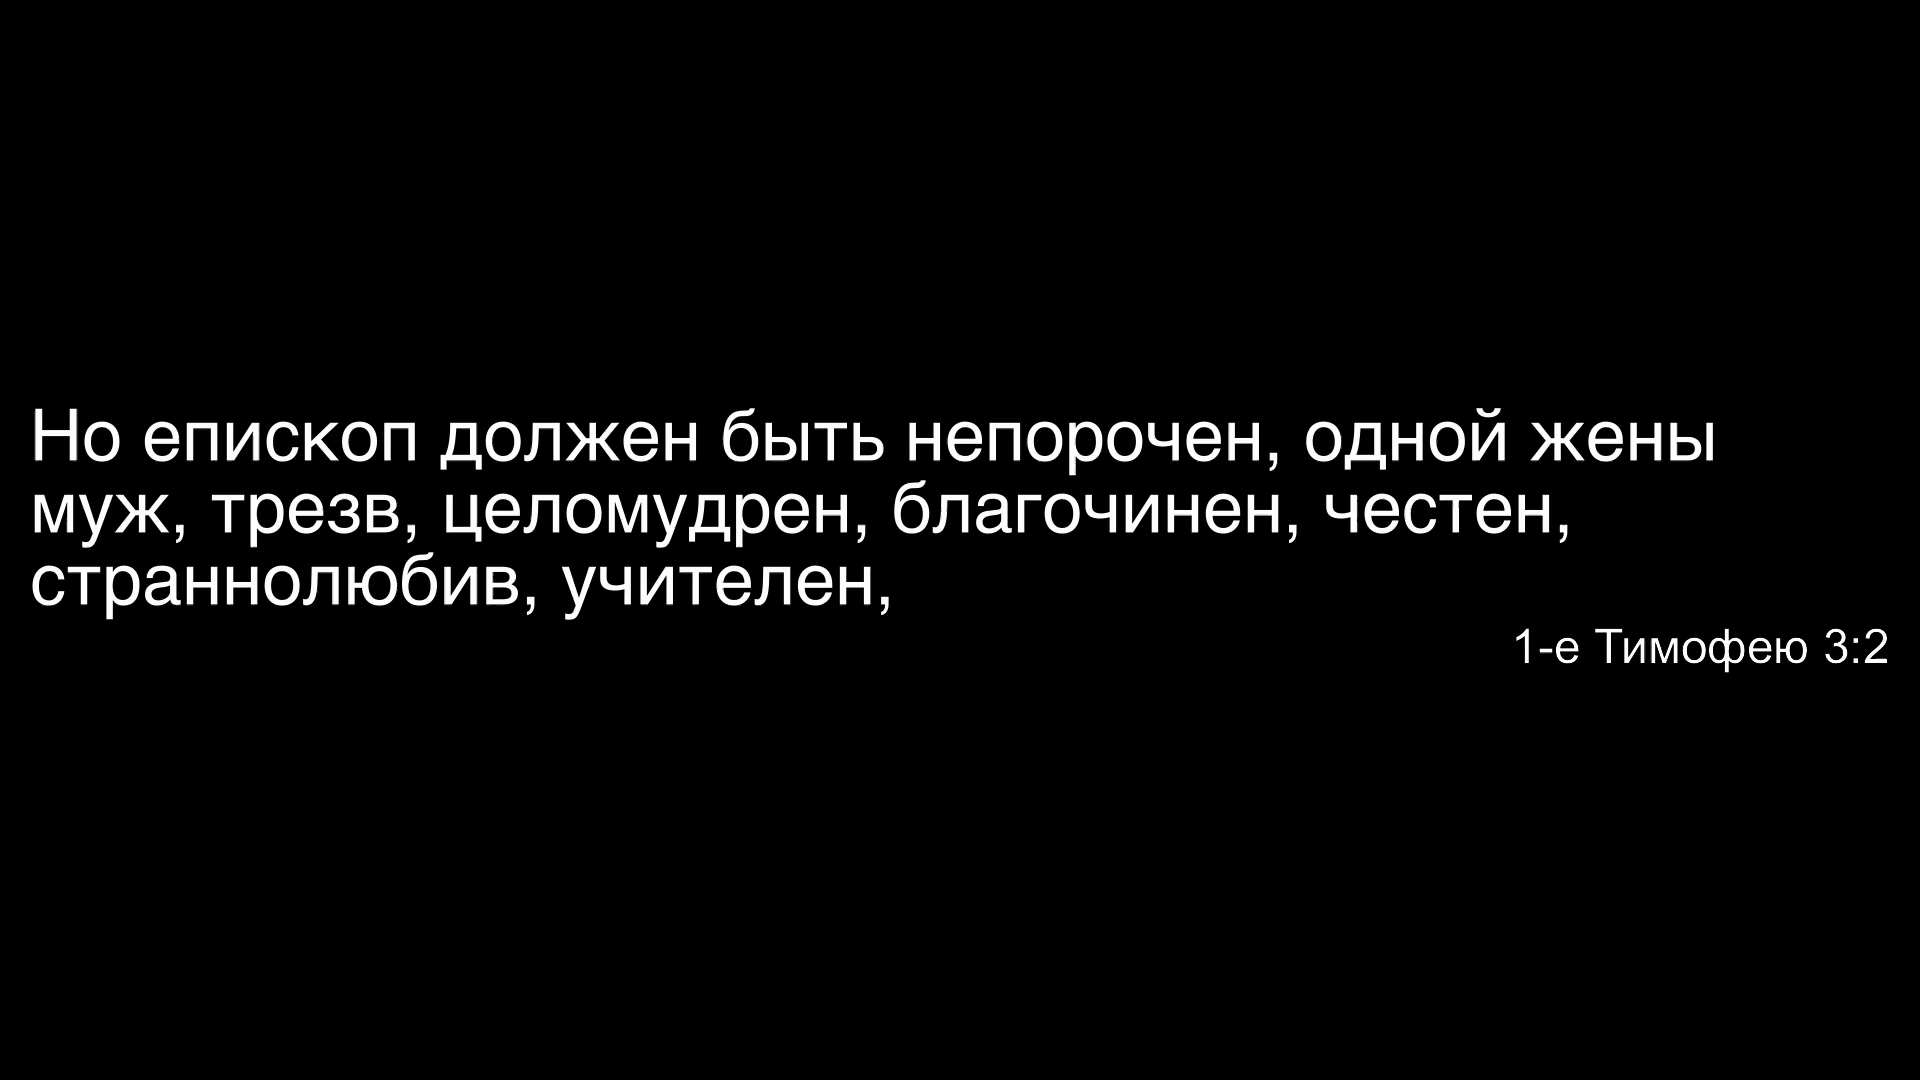 Но епископ должен быть непорочен, одной жены
муж, трезв, целомудрен, благочинен, честен,
страннолюбив, учителен,
1-е Тимофею 3:2